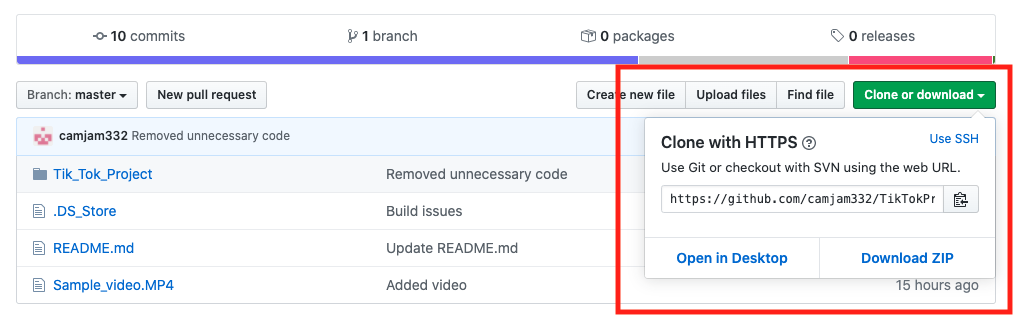 10 commits 1 branch 0 packages 0 releases
Branch: master New pull request Create new file Upload files Find file Clone or download
camjam332 Removed unnecessary code
Clone with HTTPS Use SSH
Use Git or checkout with SVN using the web URL.
Tik_Tok_Project Removed unnecessary code
https://github.com/camjam332/TikTokPr
.DS_Store Build issues
README.md Update README.md
Open in Desktop Download ZIP
Sample_video.MP4 Added video 15 hours ago